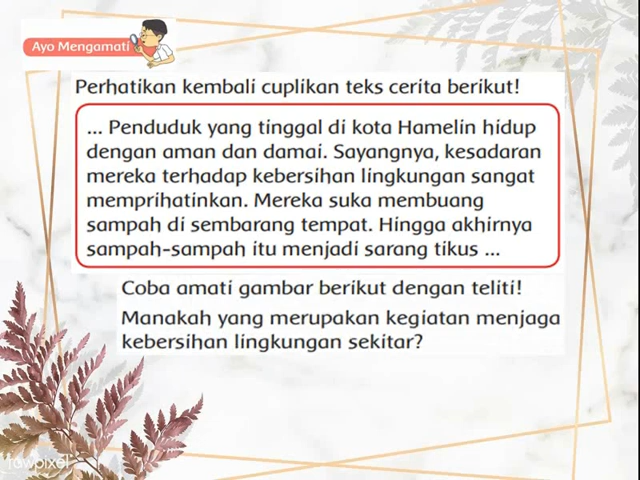 Ayo Mengamati
Perhatikan kembali cuplikan teks cerita berikut!
... Penduduk yang tinggal di kota Hamelin hidup
dengan aman dan damai. Sayangnya, kesadaran
mereka terhadap kebersihan lingkungan sangat
memprihatinkan. Mereka suka membuang
sampah di sembarang tempat. Hingga akhirnya
sampah-sampah itu menjadi sarang tikus ...
Coba amati gambar berikut dengan teliti!
Manakah yang merupakan kegiatan menjaga
kebersihan lingkungan sekitar?
rawpixel